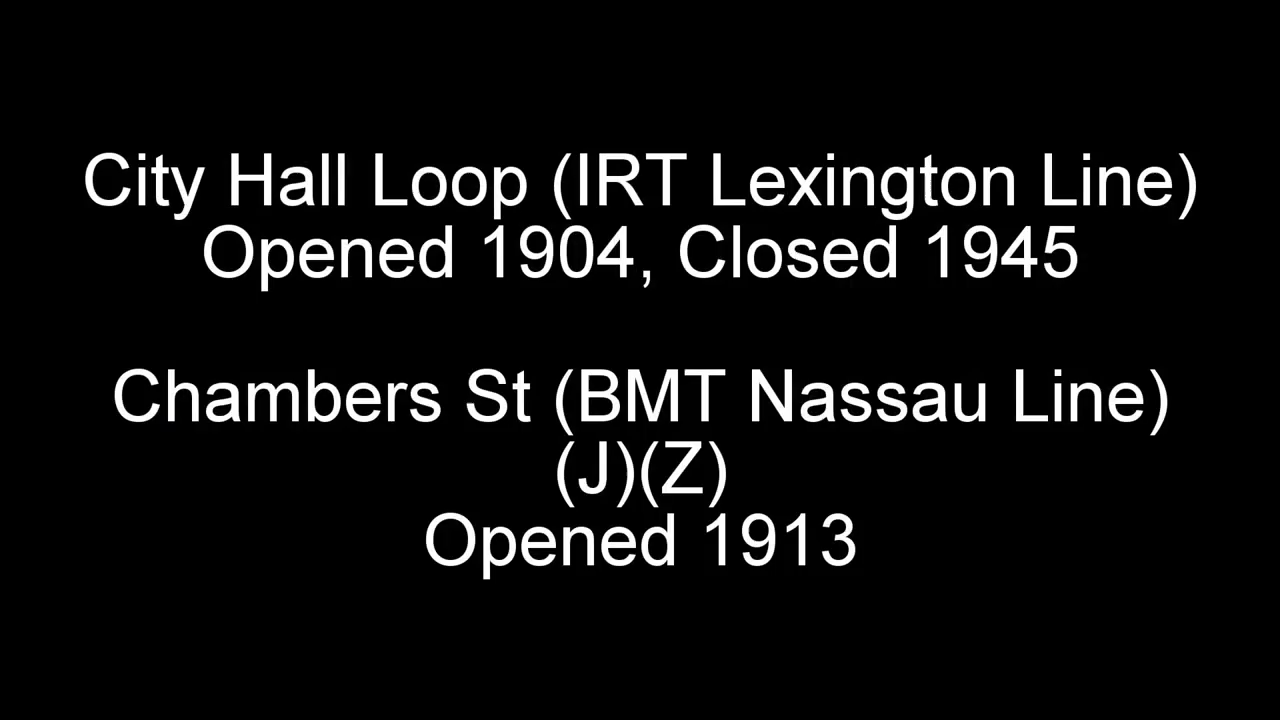 City Hall Loop (IRT Lexington Line)
Opened 1904, Closed 1945
Chambers St (BMT Nassau Line)
(J)(Z)
Opened 1913